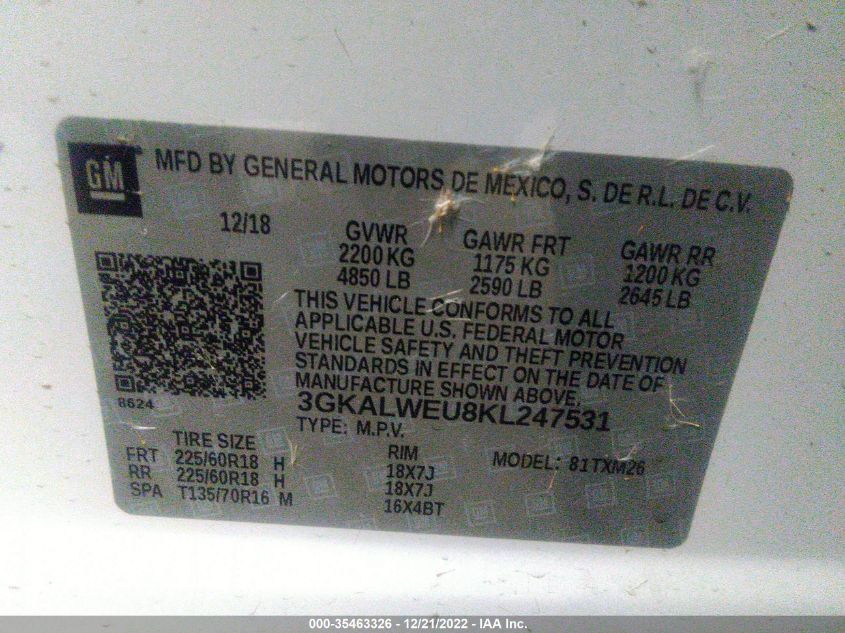 GM
MFD BY GENERAL MOTORS DE MEXICO, S. DE R.L. DE C.V.
12/18
GVWR GAWR FRT GAWR RR
2200 KG 1175 KG 1200 KG
4850 LB 2590 LB 2645 LB
THIS VEHICLE CONFORMS TO ALL
APPLICABLE U.S. FEDERAL MOTOR
VEHICLE SAFETY AND THEFT PREVENTION
STANDARDS IN EFFECT ON THE DATE OF
MANUFACTURE SHOWN ABOVE.
8624
3GKALWEU8KL247531
TYPE: M.P.V.
TIRE SIZE RIM MODEL: 81TXM26
FRT 225/60R18 H 18X7J
RR 225/60R18 H 18X7J
SPA T135/70R16 M 16X4BT
000-35463326 - 12/21/2022 - IAA Inc.